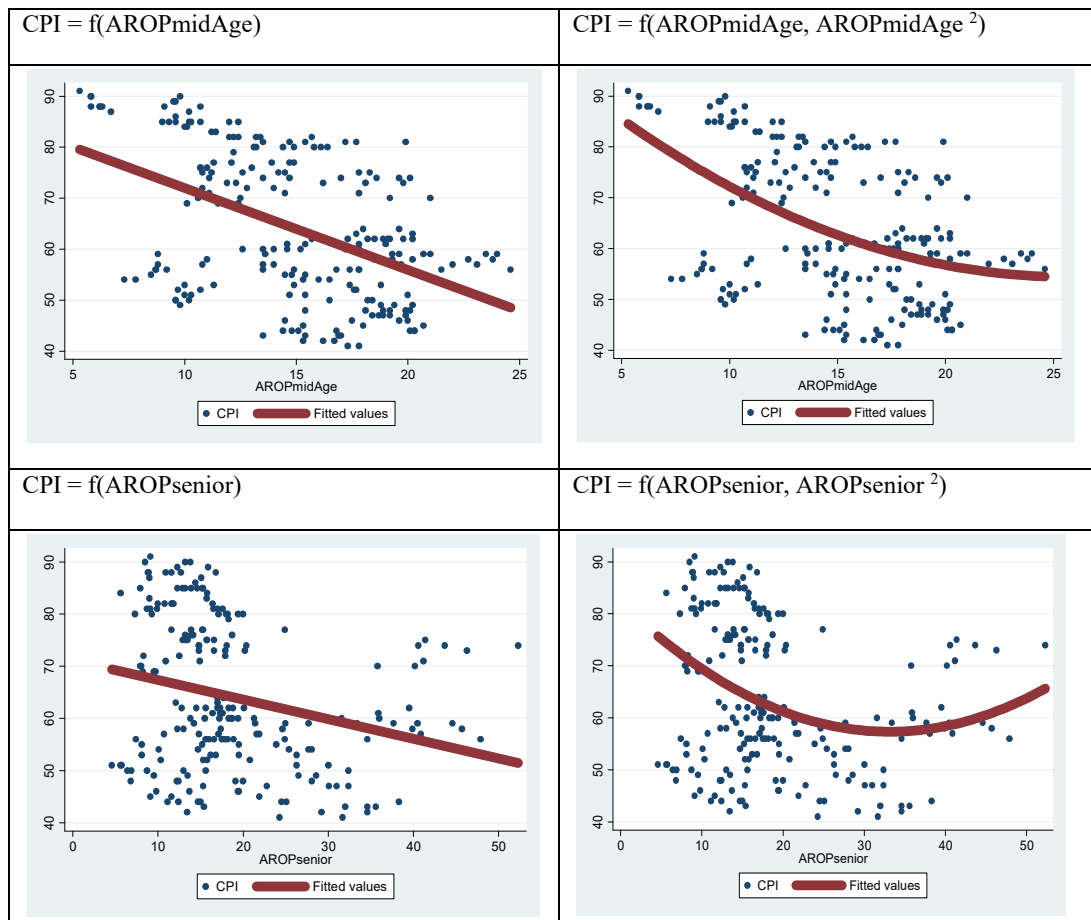 CPI = f(AROPmidAge)
CPI = f(AROPmidAge, AROPmidAge ²)
90
80
70
60
50
40
5 10 15 20 25
AROPmidAge
CPI Fitted values
90
80
70
60
50
40
5 10 15 20 25
AROPmidAge
CPI Fitted values
CPI = f(AROPsenior)
CPI = f(AROPsenior, AROPsenior ²)
90
80
70
60
50
40
0 10 20 30 40 50
AROPsenior
CPI Fitted values
90
80
70
60
50
40
0 10 20 30 40 50
AROPsenior
CPI Fitted values